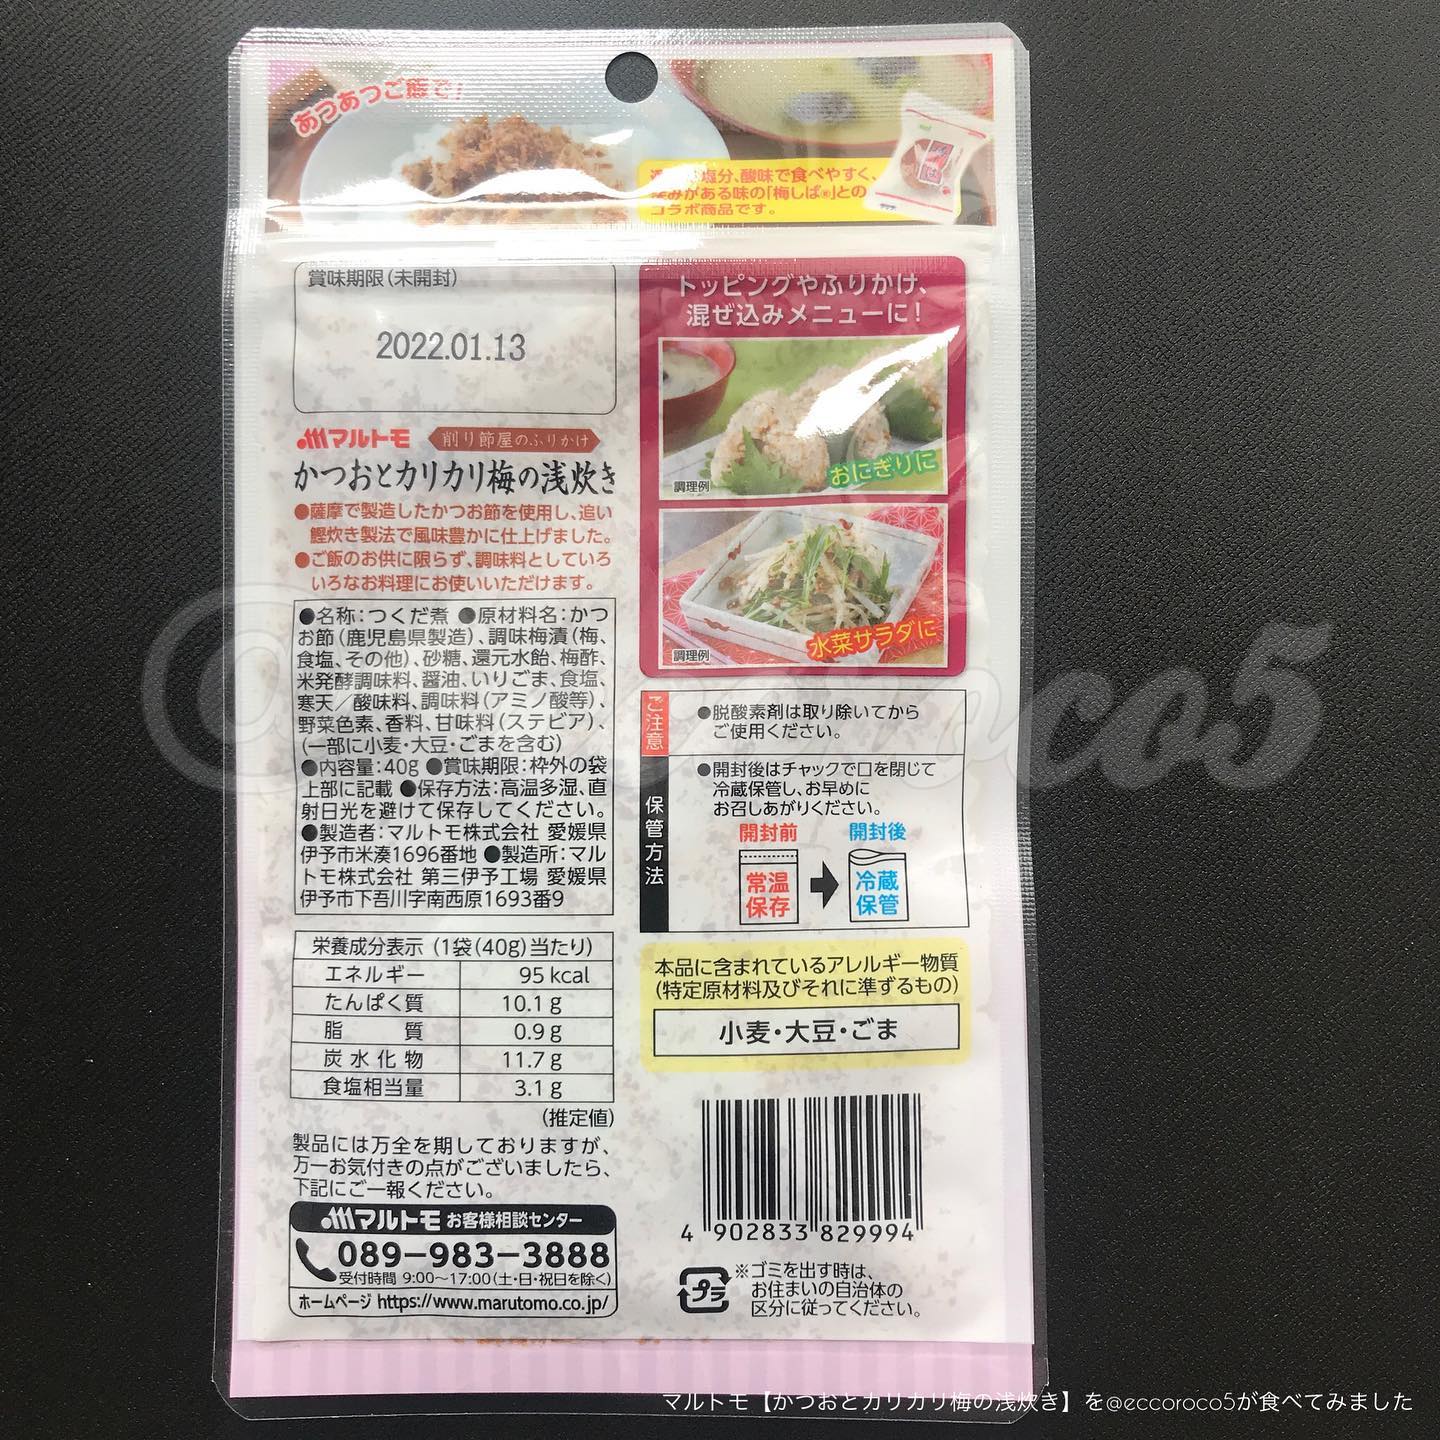 あつあつご飯で!
塩分、酸味で食べやすく、
みがある味の「梅しば®」との
コラボ商品です。
賞味期限(未開封)
2022.01.13
マルトモ 削り節屋のふりかけ
かつおとカリカリ梅の浅炊き
●薩摩で製造したかつお節を使用し、追い
鰹炊き製法で風味豊かに仕上げました。
●ご飯のお供に限らず、調味料としていろ
いろなお料理にお使いいただけます。
●名称:つくだ煮 ●原材料名:かつ
お節(鹿児島県製造)、調味梅漬(梅、
食塩、その他)、砂糖、還元水飴、梅酢、
米発酵調味料、醤油、いりごま、食塩、
寒天/酸味料、調味料(アミノ酸等)、
野菜色素、香料、甘味料(ステビア)、
(一部に小麦・大豆・ごまを含む)
●内容量:40g ●賞味期限:枠外の袋
上部に記載 ●保存方法:高温多湿、直
射日光を避けて保存してください。
●製造者:マルトモ株式会社 愛媛県
伊予市米湊1696番地 ●製造所:マル
トモ株式会社 第三伊予工場 愛媛県
伊予市下吾川字南西原1693番9
栄養成分表示 (1袋(40g)当たり)
エネルギー 95 kcal
たんぱく質 10.1 g
脂質 0.9 g
炭水化物 11.7 g
食塩相当量 3.1 g
(推定値)
製品には万全を期しておりますが、
万一お気付きの点がございましたら、
下記にご一報ください。
マルトモ お客様相談センター
089-983-3888
受付時間 9:00~17:00(土・日・祝日を除く)
ホームページ https://www.marutomo.co.jp/
トッピングやふりかけ、
混ぜ込みメニューに!
調理例
おにぎりに
調理例
水菜サラダに
ご注意
●脱酸素剤は取り除いてから
ご使用ください。
保管方法
●開封後はチャックで口を閉じて
冷蔵保管し、お早めに
お召しあがりください。
開封前 開封後
常温 冷蔵
保存 保管
本品に含まれているアレルギー物質
(特定原材料及びそれに準ずるもの)
小麦・大豆・ごま
4 902833 829994
プラ
※ゴミを出す時は、
お住まいの自治体の
区分に従ってください。
マルトモ【かつおとカリカリ梅の浅炊き】を@eccoroco5が食べてみました